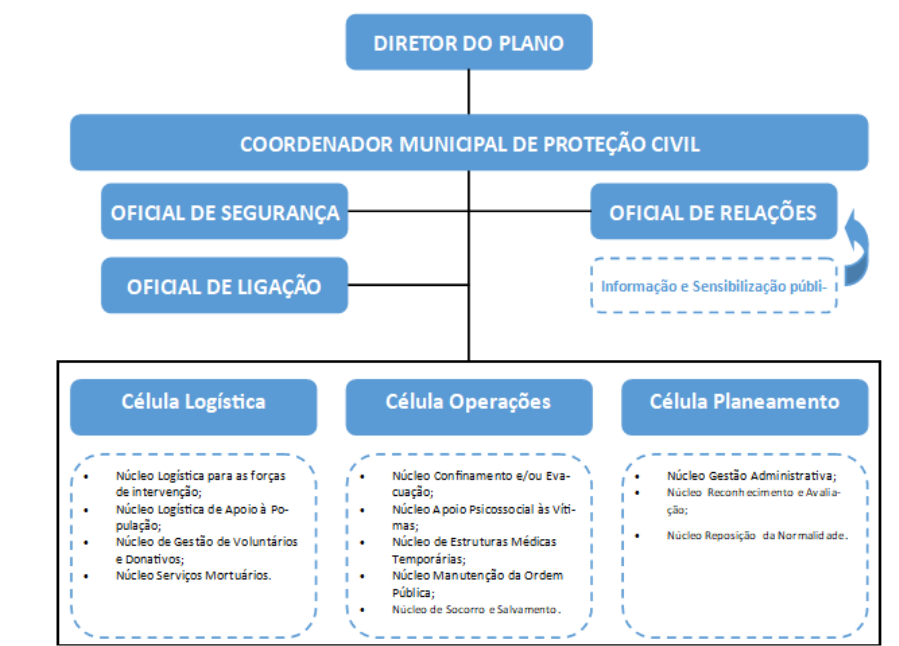 DIRETOR DO PLANO
COORDENADOR MUNICIPAL DE PROTEÇÃO CIVIL
OFICIAL DE SEGURANÇA
OFICIAL DE RELAÇÕES
OFICIAL DE LIGAÇÃO
Informação e Sensibilização públi-
Célula Logística
• Núcleo Logística para as forças
de intervenção;
• Núcleo Logística de Apoio à Po-
pulação;
• Núcleo de Gestão de Voluntários
e Donativos;
• Núcleo Serviços Mortuários.
Célula Operações
• Núcleo Confinamento e/ou Eva-
cuação;
• Núcleo Apoio Psicossocial às Víti-
mas;
• Núcleo de Estruturas Médicas
Temporárias;
• Núcleo Manutenção da Ordem
Pública;
• Núcleo de Socorro e Salvamento.
Célula Planeamento
• Núcleo Gestão Administrativa;
• Núcleo Reconhecimento e Avalia-
ção;
• Núcleo Reposição da Normalidade.